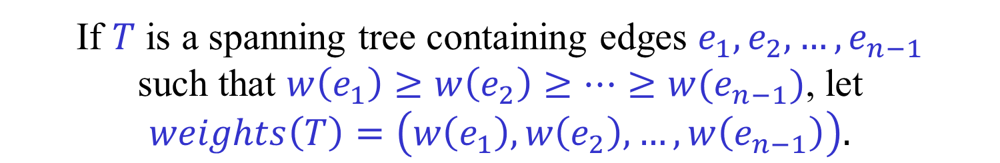 If T is a spanning tree containing edges e₁, e₂, … , eₙ₋₁
such that w(e₁) ≥ w(e₂) ≥ ⋯ ≥ w(eₙ₋₁), let
weights(T) = (w(e₁), w(e₂), … , w(eₙ₋₁)).